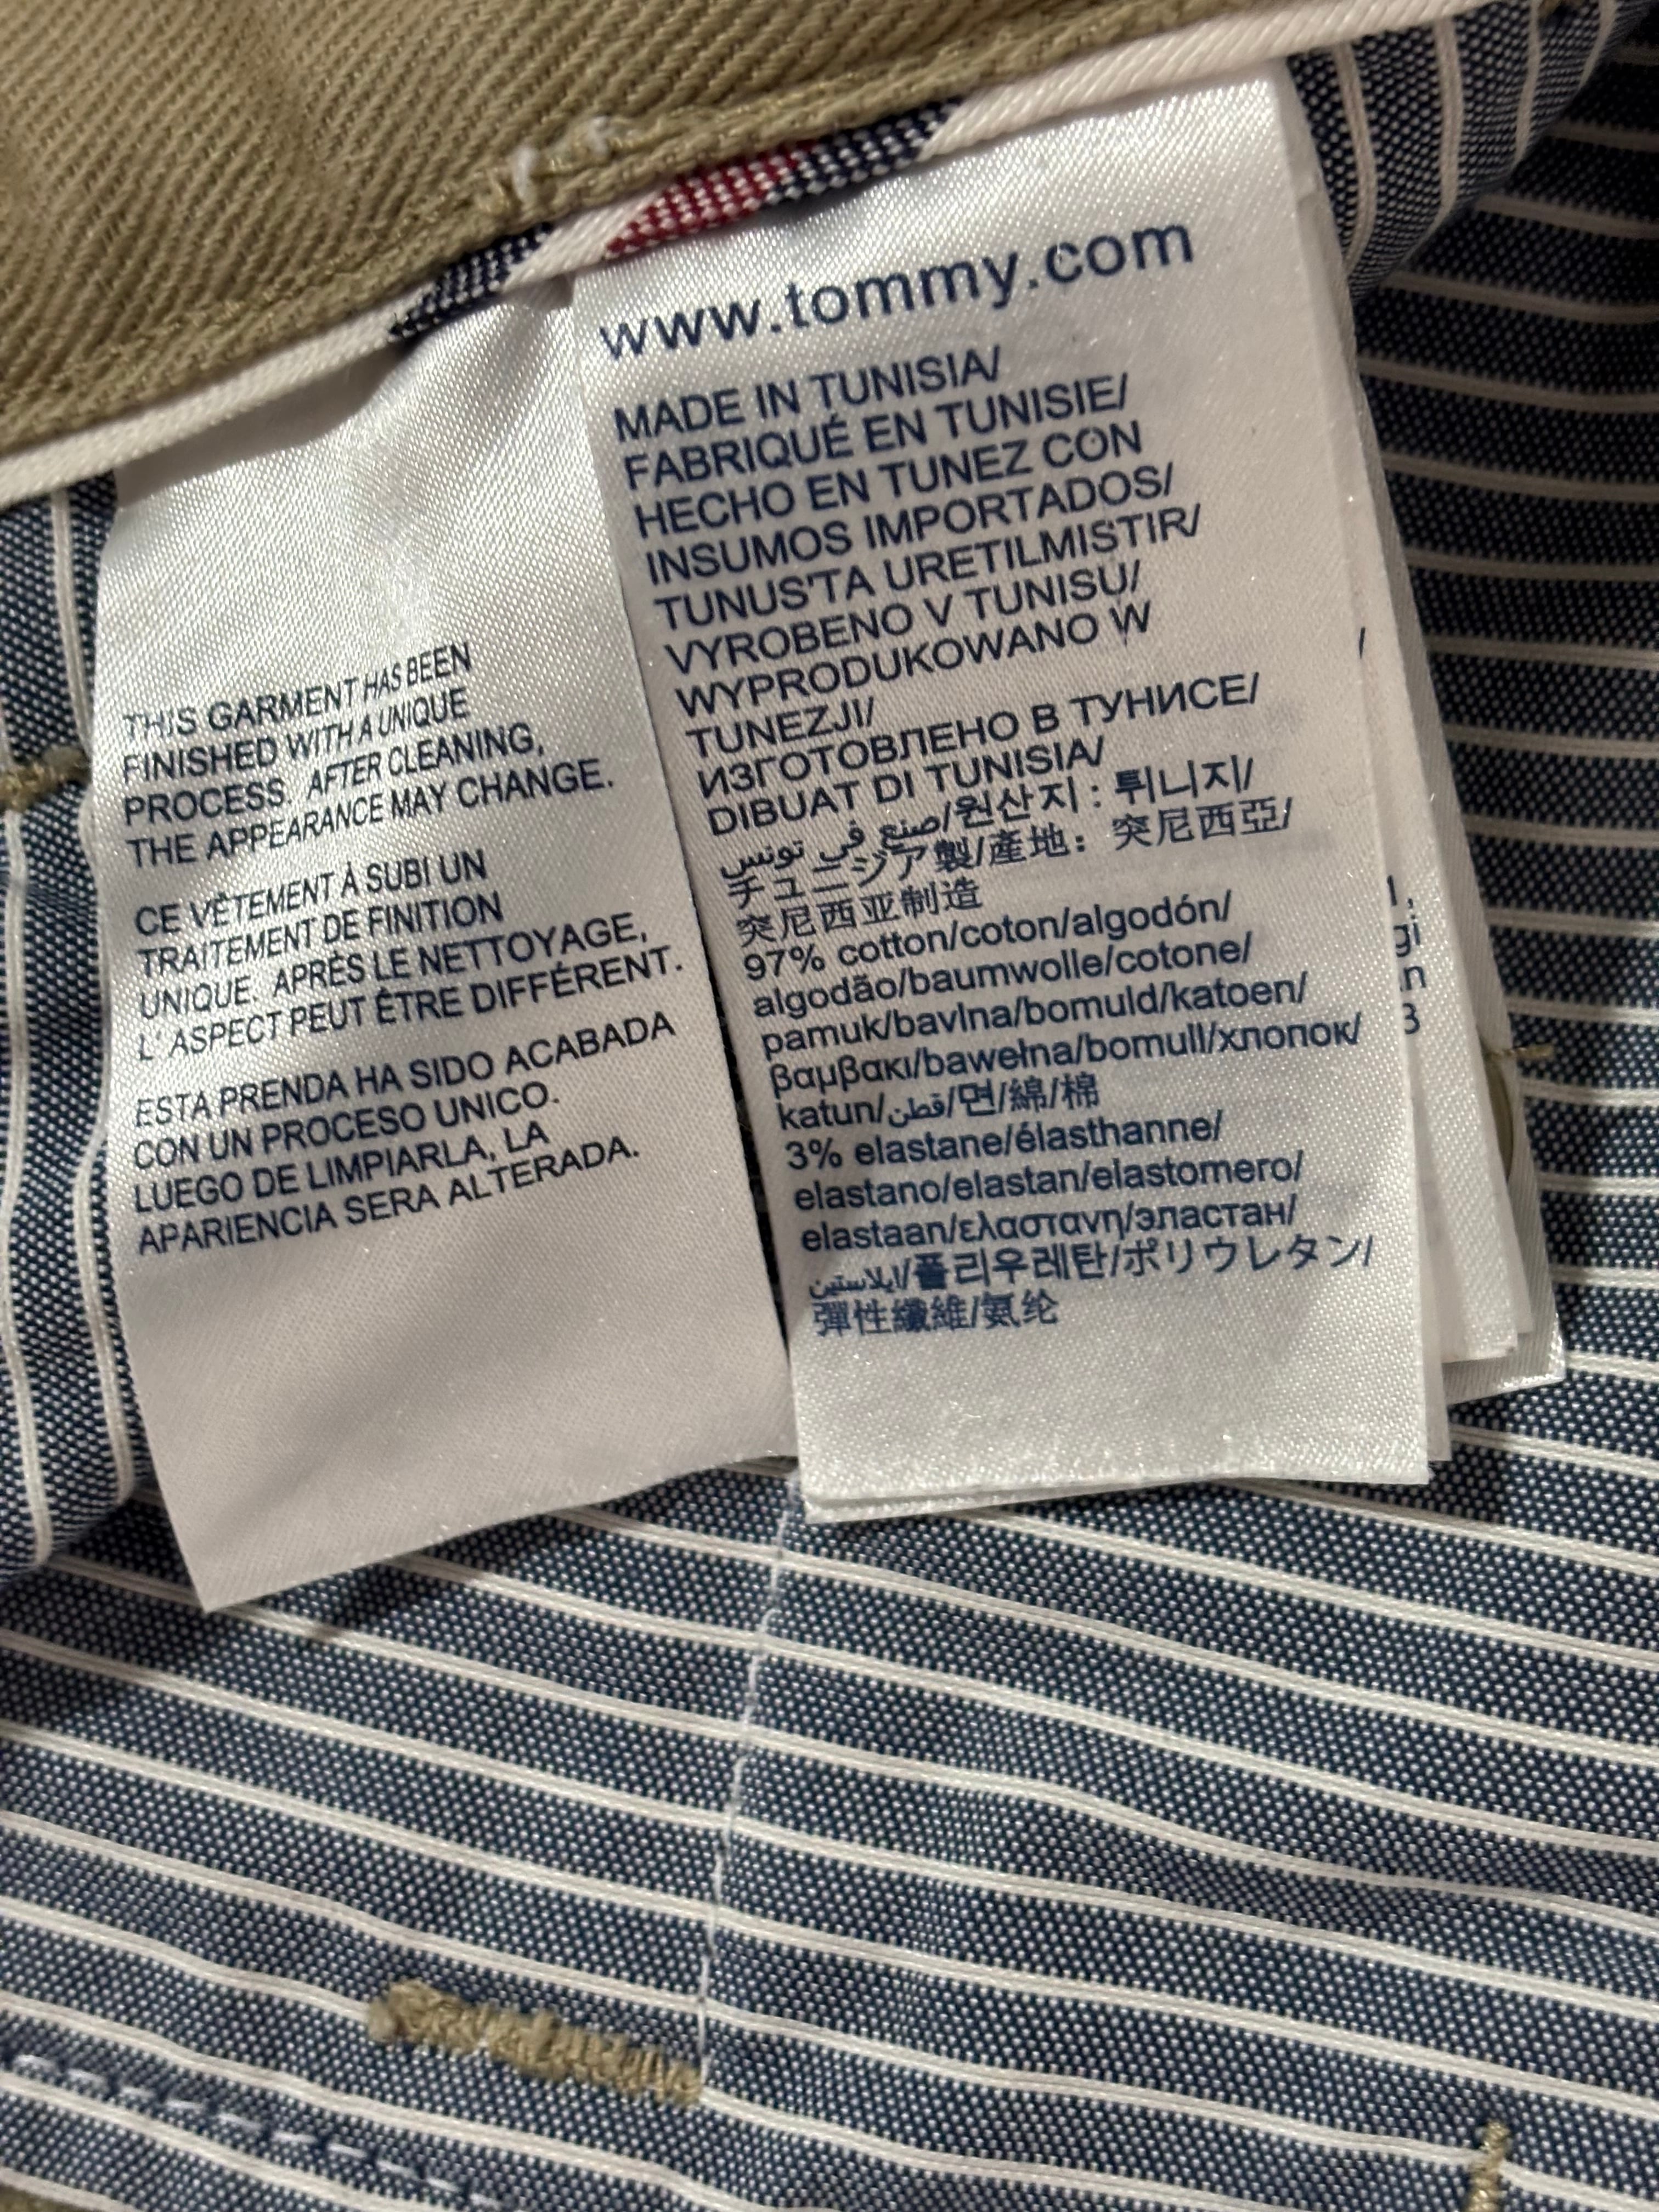 THIS GARMENT HAS BEEN
FINISHED WITH A UNIQUE
PROCESS. AFTER CLEANING,
THE APPEARANCE MAY CHANGE.
CE VÊTEMENT À SUBI UN
TRAITEMENT DE FINITION
UNIQUE. APRÈS LE NETTOYAGE,
L' ASPECT PEUT ÊTRE DIFFÉRENT.
ESTA PRENDA HA SIDO ACABADA
CON UN PROCESO UNICO.
LUEGO DE LIMPIARLA, LA
APARIENCIA SERA ALTERADA.
www.tommy.com
MADE IN TUNISIA/
FABRIQUÉ EN TUNISIE/
HECHO EN TUNEZ CON
INSUMOS IMPORTADOS/
TUNUS'TA URETILMISTIR/
VYROBENO V TUNISU/
WYPRODUKOWANO W
TUNEZJI/
ИЗГОТОВЛЕНО В ТУНИСЕ/
DIBUAT DI TUNISIA/
صنع في تونس/원산지 : 튀니지/
チュニジア製/產地：突尼西亞/
突尼西亚制造
97% cotton/coton/algodón/
algodão/baumwolle/cotone/
pamuk/bavlna/bomuld/katoen/
βαμβακι/bawełna/bomull/хлопок/
katun/قطن/면/綿/棉
3% elastane/élasthanne/
elastano/elastan/elastomero/
elastaan/ελαστανη/эластан/
ايلاستين/폴리우레탄/ポリウレタン/
彈性纖維/氨纶